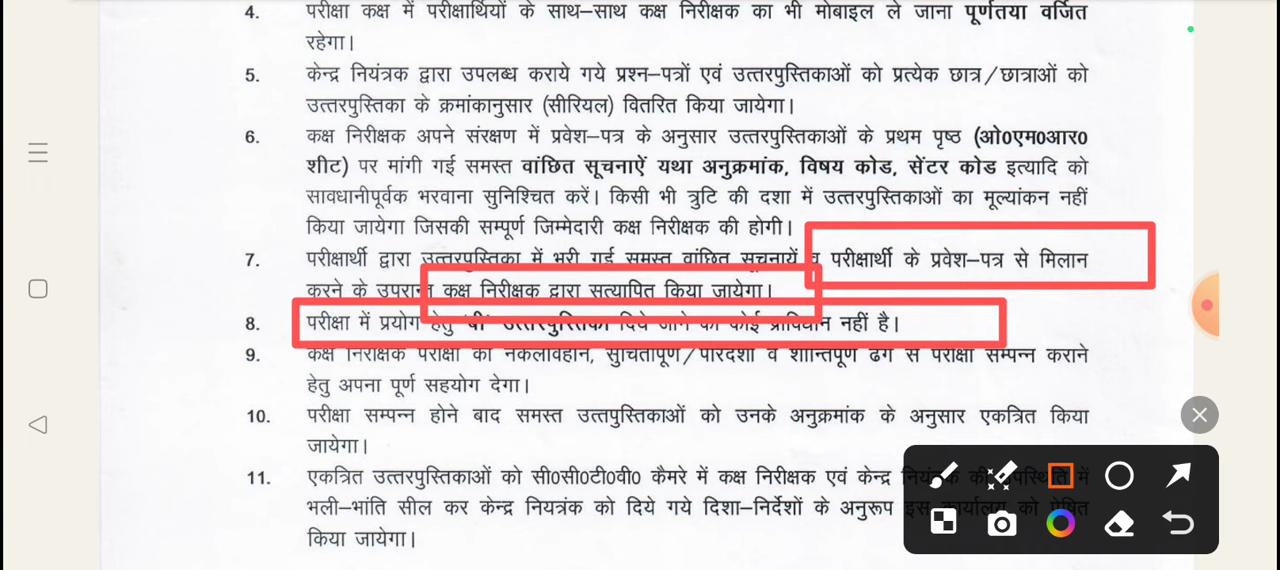 4. परीक्षा कक्ष में परीक्षार्थियों के साथ–साथ कक्ष निरीक्षक का भी मोबाइल ले जाना पूर्णतया वर्जित
रहेगा।
5. केन्द्र नियंत्रक द्वारा उपलब्ध कराये गये प्रश्न–पत्रों एवं उत्तरपुस्तिकाओं को प्रत्येक छात्र/छात्राओं को
उत्तरपुस्तिका के क्रमांकानुसार (सीरियल) वितरित किया जायेगा।
6. कक्ष निरीक्षक अपने संरक्षण में प्रवेश–पत्र के अनुसार उत्तरपुस्तिकाओं के प्रथम पृष्ठ (ओ0एम0आर0
शीट) पर मांगी गई समस्त वांछित सूचनाऐं यथा अनुक्रमांक, विषय कोड, सेंटर कोड इत्यादि को
सावधानीपूर्वक भरवाना सुनिश्चित करें। किसी भी त्रुटि की दशा में उत्तरपुस्तिकाओं का मूल्यांकन नहीं
किया जायेगा जिसकी सम्पूर्ण जिम्मेदारी कक्ष निरीक्षक की होगी।
7. परीक्षार्थी द्वारा उत्तरपुस्तिका में भरी गई समस्त वांछित सूचनायें व परीक्षार्थी के प्रवेश–पत्र से मिलान
करने के उपरान्त कक्ष निरीक्षक द्वारा सत्यापित किया जायेगा।
8. परीक्षा में प्रयोग हेतु 'बी' उत्तरपुस्तिका दिये जाने का कोई प्राविधान नहीं है।
9. कक्ष निरीक्षक परीक्षा को नकलविहीन, सुचितापूर्ण/पारदर्शी व शान्तिपूर्ण ढंग से परीक्षा सम्पन्न कराने
हेतु अपना पूर्ण सहयोग देगा।
10. परीक्षा सम्पन्न होने बाद समस्त उत्तपुस्तिकाओं को उनके अनुक्रमांक के अनुसार एकत्रित किया
जायेगा।
11. एकत्रित उत्तरपुस्तिकाओं को सी0सी0टी0वी0 कैमरे में कक्ष निरीक्षक एवं केन्द्र नियंत्रक की उपस्थिति में
भली–भांति सील कर केन्द्र नियत्रंक को दिये गये दिशा–निर्देशों के अनुरूप इस कार्यालय को प्रेषित
किया जायेगा।